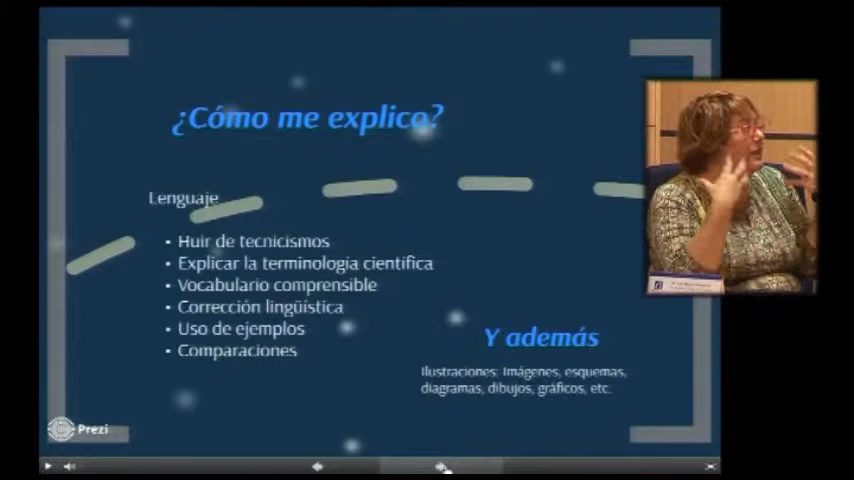 ¿Cómo me explico?
Lenguaje
• Huir de tecnicismos
• Explicar la terminología científica
• Vocabulario comprensible
• Corrección lingüística
• Uso de ejemplos
• Comparaciones
Y además
Ilustraciones: Imágenes, esquemas,
diagramas, dibujos, gráficos, etc.
Prezi